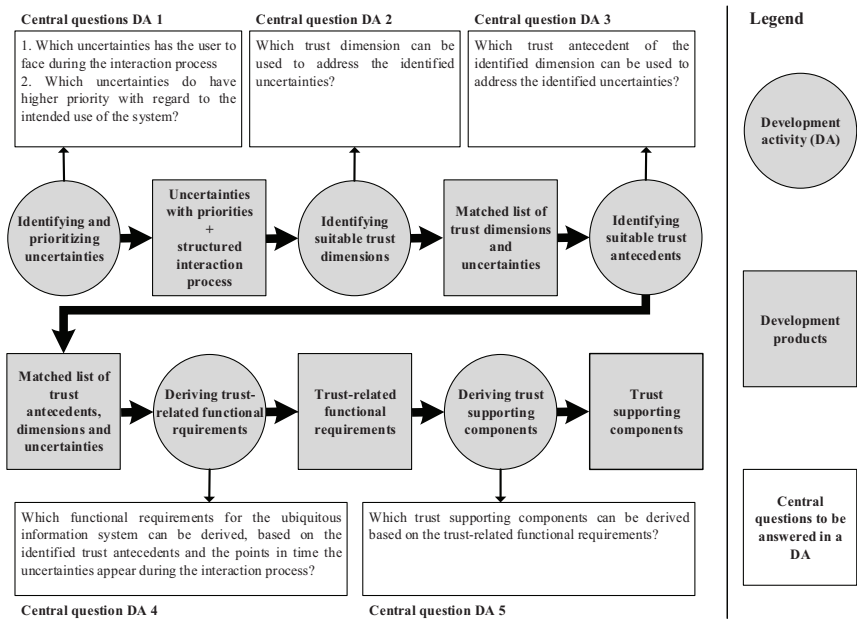 Central questions DA 1
Central questions DA 2
Central questions DA 3
1. Which uncertainties has the user to
face during the interaction process
2. Which uncertainties do have
higher priority with regard to the
intended use of the system?
Which trust dimension can be
used to address the identified
uncertainties?
Which trust antecedent of the
identified dimension can be used to
address the identified uncertainties?
Identifying and
prioritizing
uncertainties
Uncertainties
with priorities
+
structured
interaction
process
Identifying
suitable trust
dimensions
Matched list of
trust dimensions
and
uncertainties
Identifying
suitable trust
antecedents
Matched list of
trust
antecedents,
dimensions and
uncertainties
Deriving trust-
related functional
rquirements
Trust-related
functional
requirements
Deriving trust
supporting
components
Trust
supporting
components
Which functional requirements for the ubiquitous
information system can be derived, based on the
identified trust antecedents and the points in time the
uncertainties appear during the interaction process?
Which trust supporting components can be derived
based on the trust-related functional requirements?
Central question DA 4
Central question DA 5
Legend
Development
activity (DA)
Development
products
Central
questions to be
answered in a
DA